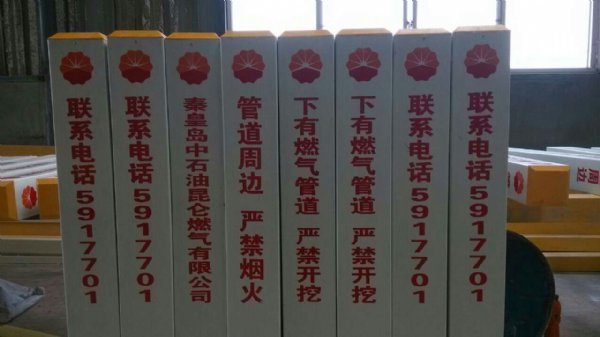 联系电话5917701
联系电话5917701
秦皇岛中石油昆仑燃气有限公司
管道周边 严禁烟火
下有燃气管道 严禁开挖
下有燃气管道 严禁开挖
联系电话5917701
联系电话5917701
周边